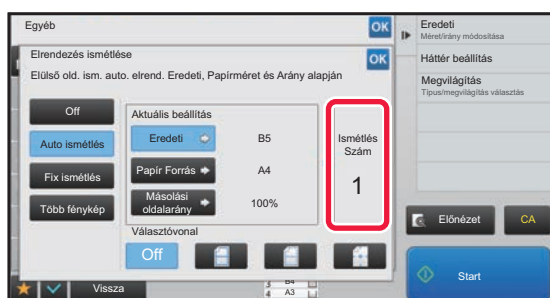 Egyéb
OK
Elrendezés ismétlése
OK
Elülső old. ism. auto. elrend. Eredeti, Papírméret és Arány alapján
Off
Auto ismétlés
Fix ismétlés
Több fénykép
Aktuális beállítás
Eredeti
B5
Papír Forrás
A4
Másolási
oldalarány
100%
Ismétlés
Szám
1
Választóvonal
Off
Vissza
3 B4
4 A3
Eredeti
Méret/irány módosítása
Háttér beállítás
Megvilágítás
Típus/megvilágítás választás
Előnézet
CA
Start